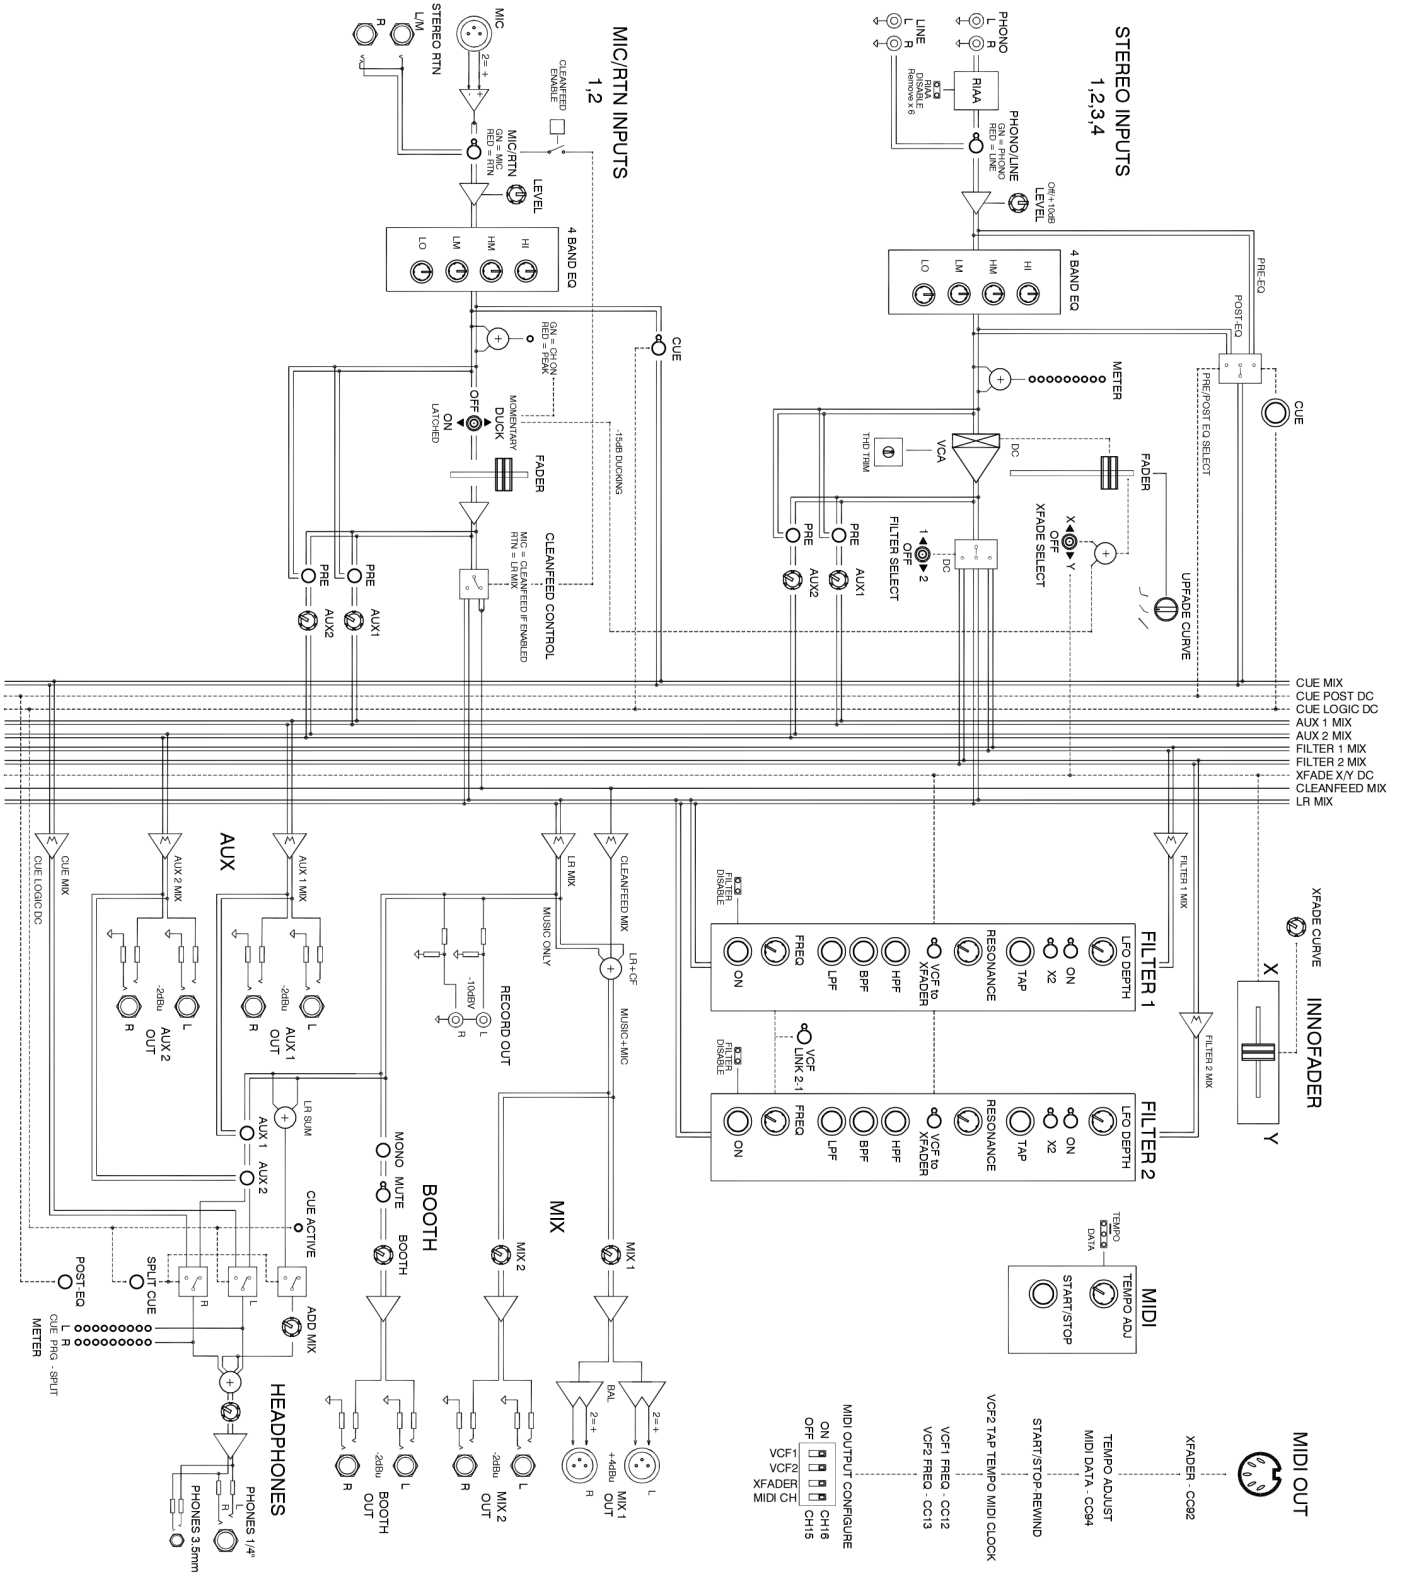 STEREO INPUTS
1,2,3,4
LINE
L
R
PHONO
L
R
RIAA
RIAA
DISABLE
Remove x 6
PHONO/LINE
GN = PHONO
RED = LINE
Off/+10dB
LEVEL
4 BAND EQ
LO
LM
HM
HI
PRE-EQ
POST-EQ
PRE/POST EQ SELECT
CUE
METER
VCA
THD TRIM
DC
FADER
UPFADE CURVE
X
OFF
Y
XFADE SELECT
1
OFF
2
FILTER SELECT
DC
PRE
PRE
AUX1
AUX2
MIC/RTN INPUTS
1,2
R
L/M
STEREO RTN
MIC
2= +
- +
CLEANFEED
ENABLE
MIC/RTN
GN = MIC
RED = RTN
LEVEL
4 BAND EQ
LO
LM
HM
HI
CUE
GN = CH ON
RED = PEAK
OFF
ON
LATCHED
MOMENTARY
DUCK
-15dB DUCKING
FADER
CLEANFEED CONTROL
MIC = CLEANFEED IF ENABLED
RTN = LR MIX
PRE
PRE
AUX1
AUX2
CUE MIX
CUE POST DC
CUE LOGIC DC
AUX 1 MIX
AUX 2 MIX
FILTER 1 MIX
FILTER 2 MIX
XFADE X/Y DC
CLEANFEED MIX
LR MIX
CUE MIX
CUE LOGIC DC
AUX
AUX 2 MIX
AUX 1 MIX
-2dBu
L
R
AUX 2
OUT
-2dBu
L
R
AUX 1
OUT
LR MIX
CLEANFEED MIX
MUSIC ONLY
LR+CF
MUSIC+MIC
-10dBV
L
R
RECORD OUT
FILTER 1 MIX
FILTER 2 MIX
FILTER 1
FILTER
DISABLE
ON
FREQ
LPF
BPF
HPF
VCF to
XFADER
RESONANCE
TAP
X2
ON
LFO DEPTH
VCF
LINK 2-1
FILTER 2
FILTER
DISABLE
ON
FREQ
LPF
BPF
HPF
VCF to
XFADER
RESONANCE
TAP
X2
ON
LFO DEPTH
XFADE CURVE
X
INNOFADER
Y
LR SUM
AUX 1
AUX 2
CUE ACTIVE
MONO
MUTE
BOOTH
BOOTH
MIX
MIX 2
MIX 1
POST-EQ
SPLIT CUE
R
L
ADD MIX
L
R
CUE PRG - SPLIT
METER
HEADPHONES
L
R
PHONES 1/4"
PHONES 3.5mm
-2dBu
L
R
BOOTH
OUT
-2dBu
L
R
MIX 2
OUT
BAL
2= +
2= +
+4dBu
L
R
MIX 1
OUT
MIDI
TEMPO
DATA
TEMPO ADJ
START/STOP
MIDI OUT
XFADER - CC92
TEMPO ADJUST
MIDI DATA - CC94
START/STOP-REWIND
VCF2 TAP TEMPO MIDI CLOCK
VCF1 FREQ - CC12
VCF2 FREQ - CC13
MIDI OUTPUT CONFIGURE
ON
OFF
VCF1
VCF2
XFADER
MIDI CH
CH16
CH15